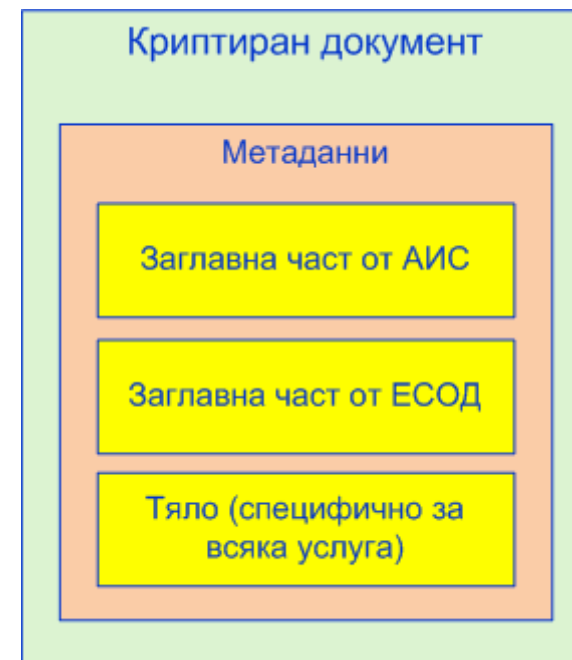 Криптиран документ
Метаданни
Заглавна част от АИС
Заглавна част от ЕСОД
Тяло (специфично за
всяка услуга)